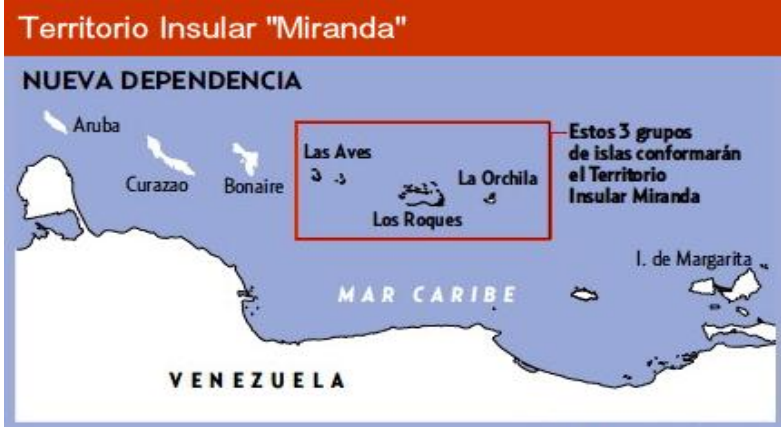 Territorio Insular "Miranda"
NUEVA DEPENDENCIA
Aruba
Curazao
Bonaire
Las Aves
Los Roques
La Orchila
Estos 3 grupos
de islas conformarán
el Territorio
Insular Miranda
I. de Margarita
MAR CARIBE
VENEZUELA